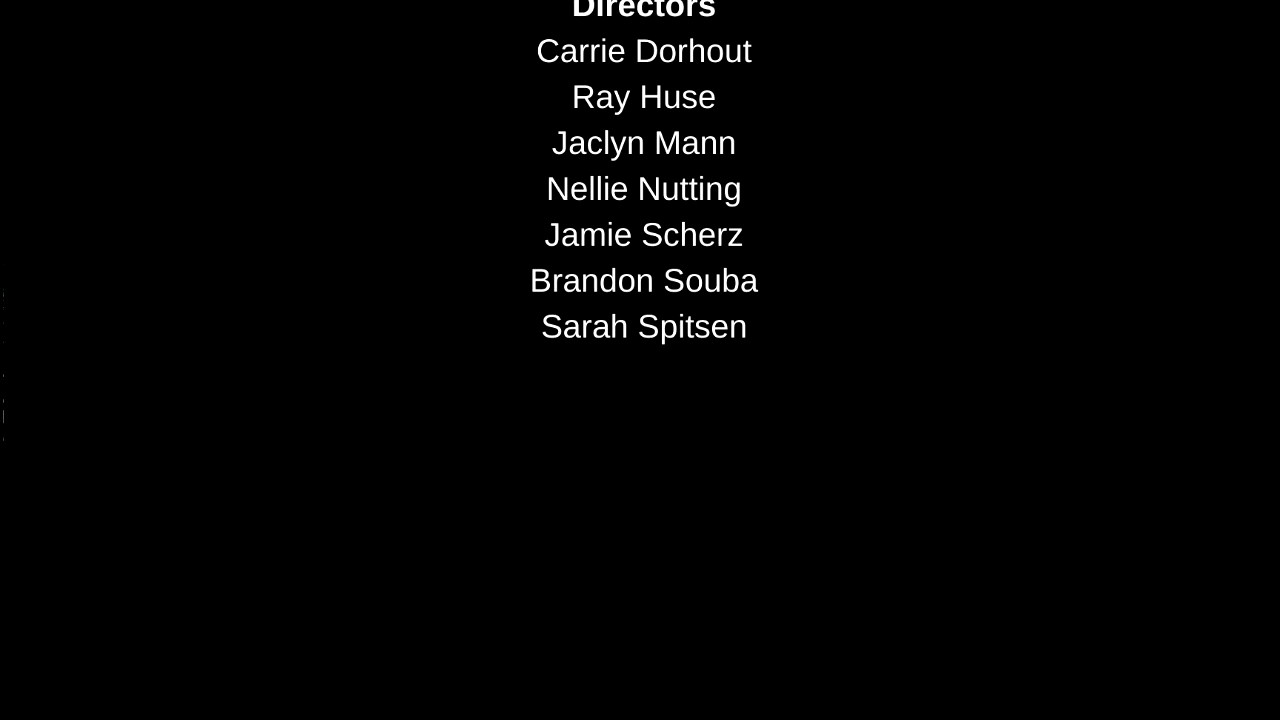 Directors
Carrie Dorhout
Ray Huse
Jaclyn Mann
Nellie Nutting
Jamie Scherz
Brandon Souba
Sarah Spitsen